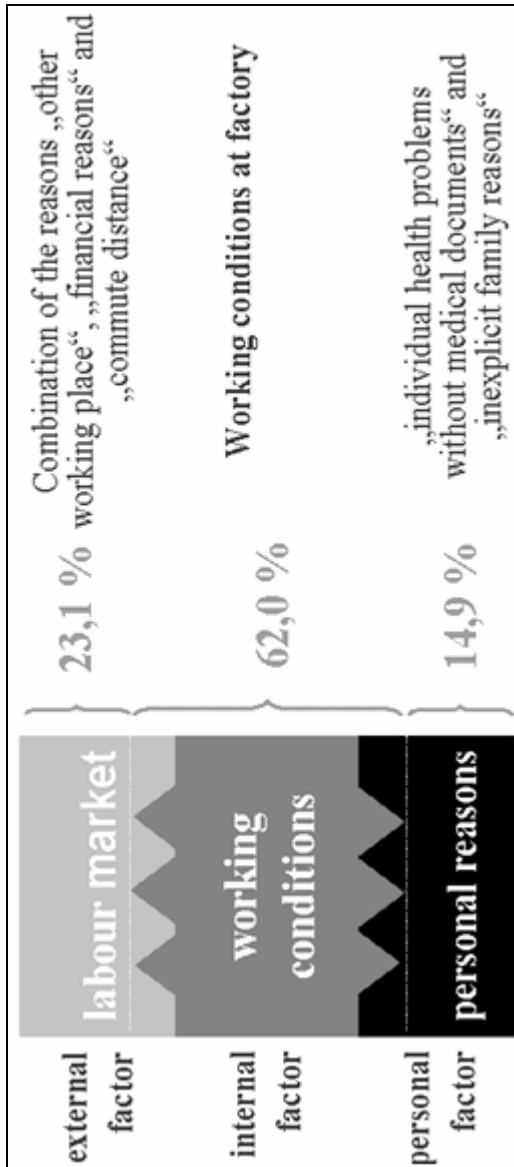 external
factor
labour market
23,1 %
Combination of the reasons „other
working place“, „financial reasons“ and
„commute distance“
internal
factor
working
conditions
62,0 %
Working conditions at factory
personal
factor
personal reasons
14,9 %
„individual health problems
without medical documents“ and
„inexplicit family reasons“